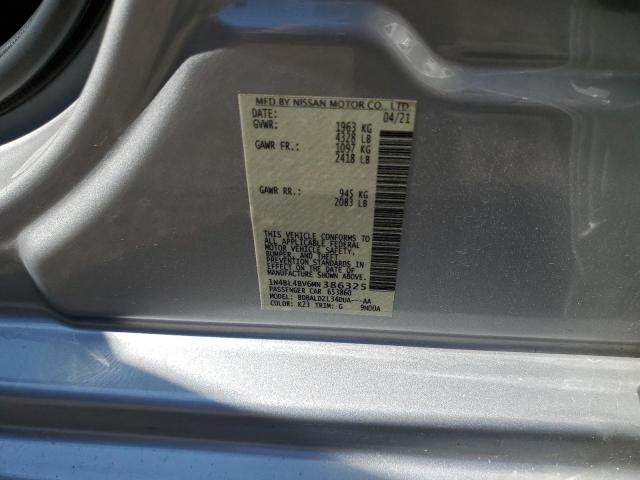 MFD BY NISSAN MOTOR CO., LTD
DATE: 04/21
GVWR: 1963 KG
4328 LB
GAWR FR.: 1097 KG
2418 LB
GAWR RR.: 945 KG
2083 LB
THIS VEHICLE CONFORMS TO
ALL APPLICABLE FEDERAL
MOTOR VEHICLE SAFETY,
BUMPER, AND THEFT
PREVENTION STANDARDS IN
EFFECT ON THE DATE OF
MANUFACTURE SHOWN ABOVE.
1N4BL4BV6MN386325
PASSENGER CAR 653860
MODEL: BDBALDZL34DUA---AA
COLOR: K23 TRIM: G 9N00A